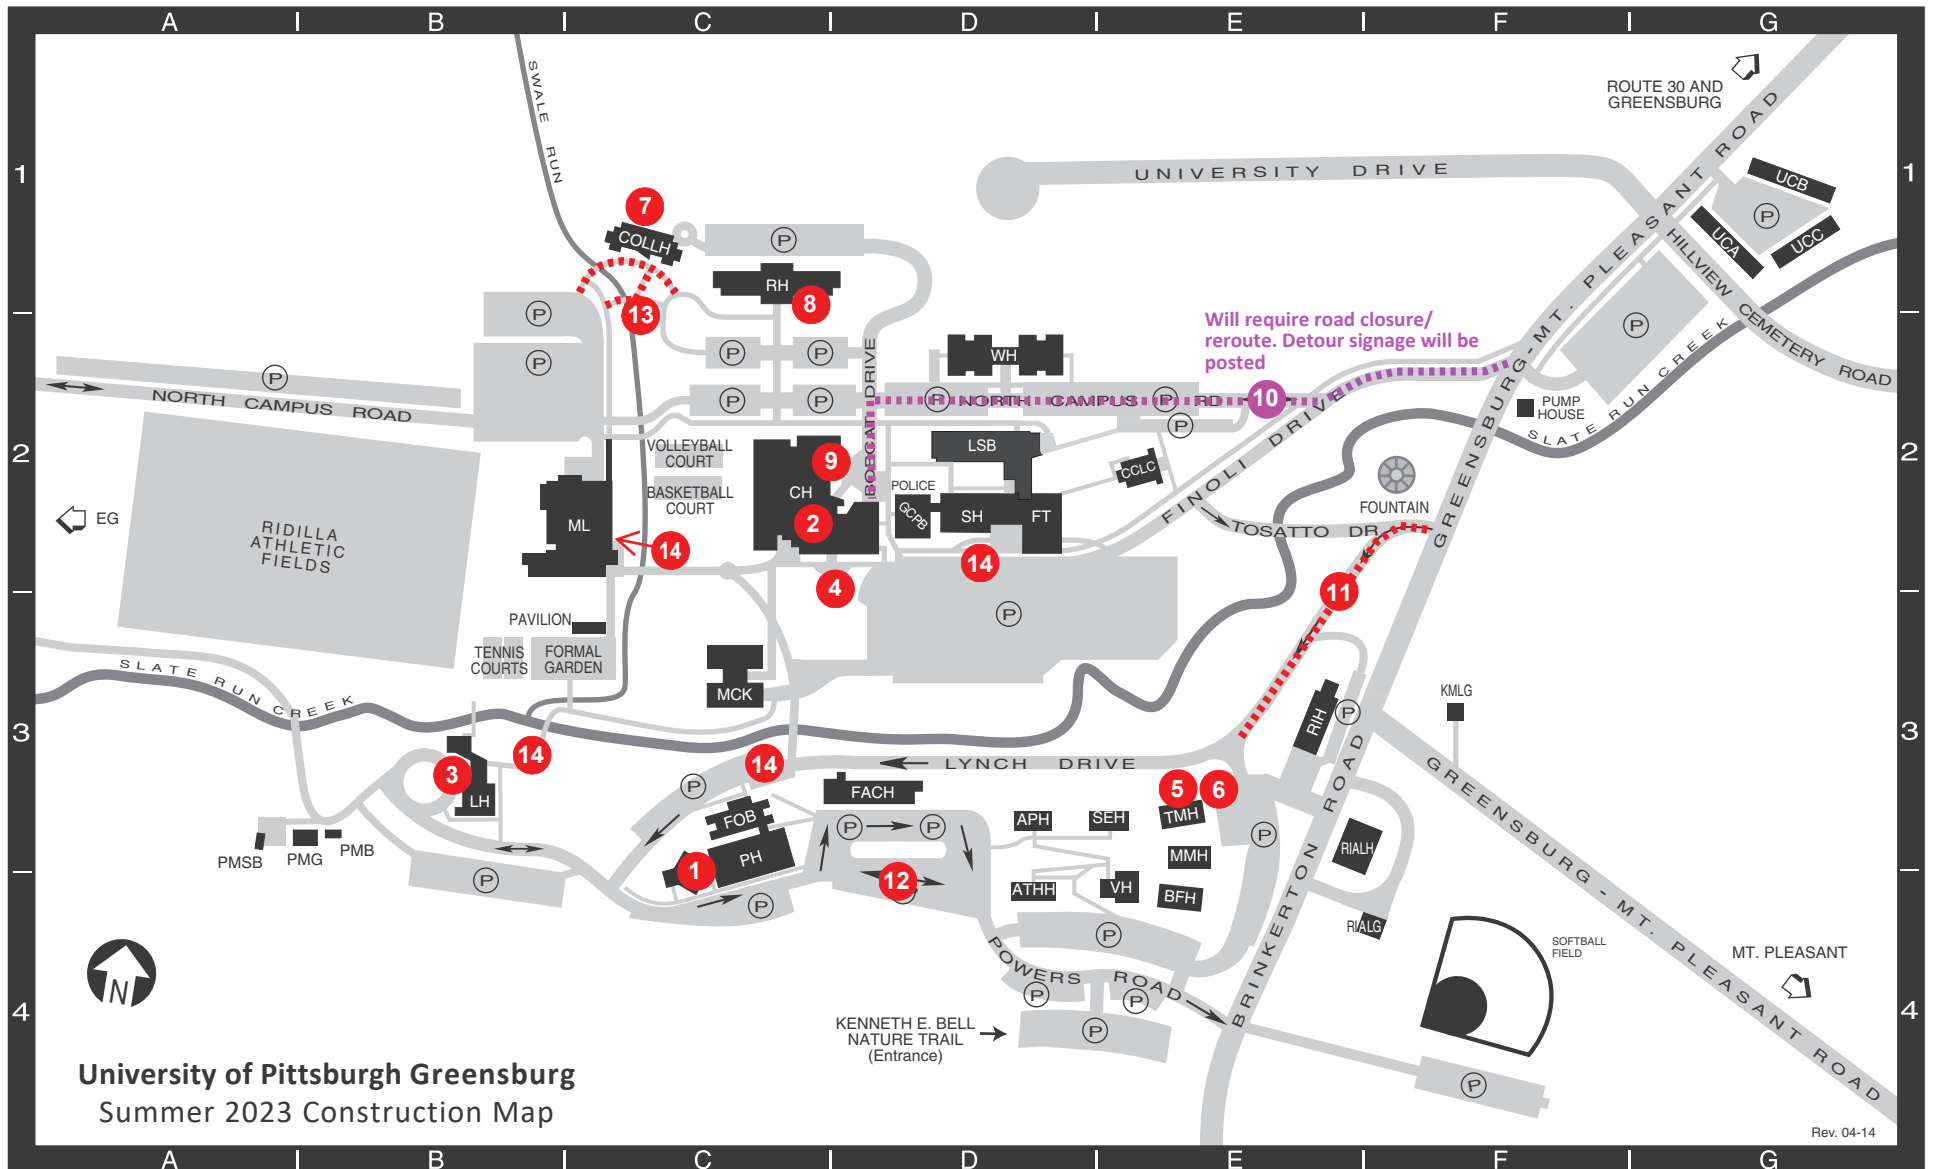 A B C D E F G
ROUTE 30 AND
GREENSBURG
SWALE RUN
1
1
UNIVERSITY DRIVE
GREENSBURG-MT. PLEASANT ROAD
UCB
P
UCA
UCC
7
COLLH
P
RH
8
13
HILLVIEW CEMETERY ROAD
P
P
P
P
P
P
WH
Will require road closure/
reroute. Detour signage will be
posted
P
NORTH CAMPUS ROAD
P
P
BOBCAT DRIVE
P
NORTH CAMPUS RD
P
10
P
FINOLI DRIVE
PUMP
HOUSE
SLATE RUN CREEK
2
2
VOLLEYBALL
COURT
BASKETBALL
COURT
9
CH
2
LSB
CCLC
POLICE
GCPB
SH
FT
FOUNTAIN
TOSATTO DR
EG
RIDILLA
ATHLETIC
FIELDS
ML
14
14
4
11
P
PAVILION
TENNIS
COURTS
FORMAL
GARDEN
MCK
SLATE RUN CREEK
KMLG
RIH
P
3
3
14
3
LH
14
P
LYNCH DRIVE
FACH
5
6
TMH
FOB
PH
1
P
P
P
12
APH
SEH
MMH
P
ATHH
VH
BFH
RIALH
RIALG
PMSB
PMG
PMB
P
P
BRINKERTON ROAD
GREENSBURG - MT. PLEASANT ROAD
SOFTBALL
FIELD
MT. PLEASANT
N
POWERS ROAD
P
P
P
P
4
4
KENNETH E. BELL
NATURE TRAIL
(Entrance)
P
University of Pittsburgh Greensburg
Summer 2023 Construction Map
Rev. 04-14
A B C D E F G